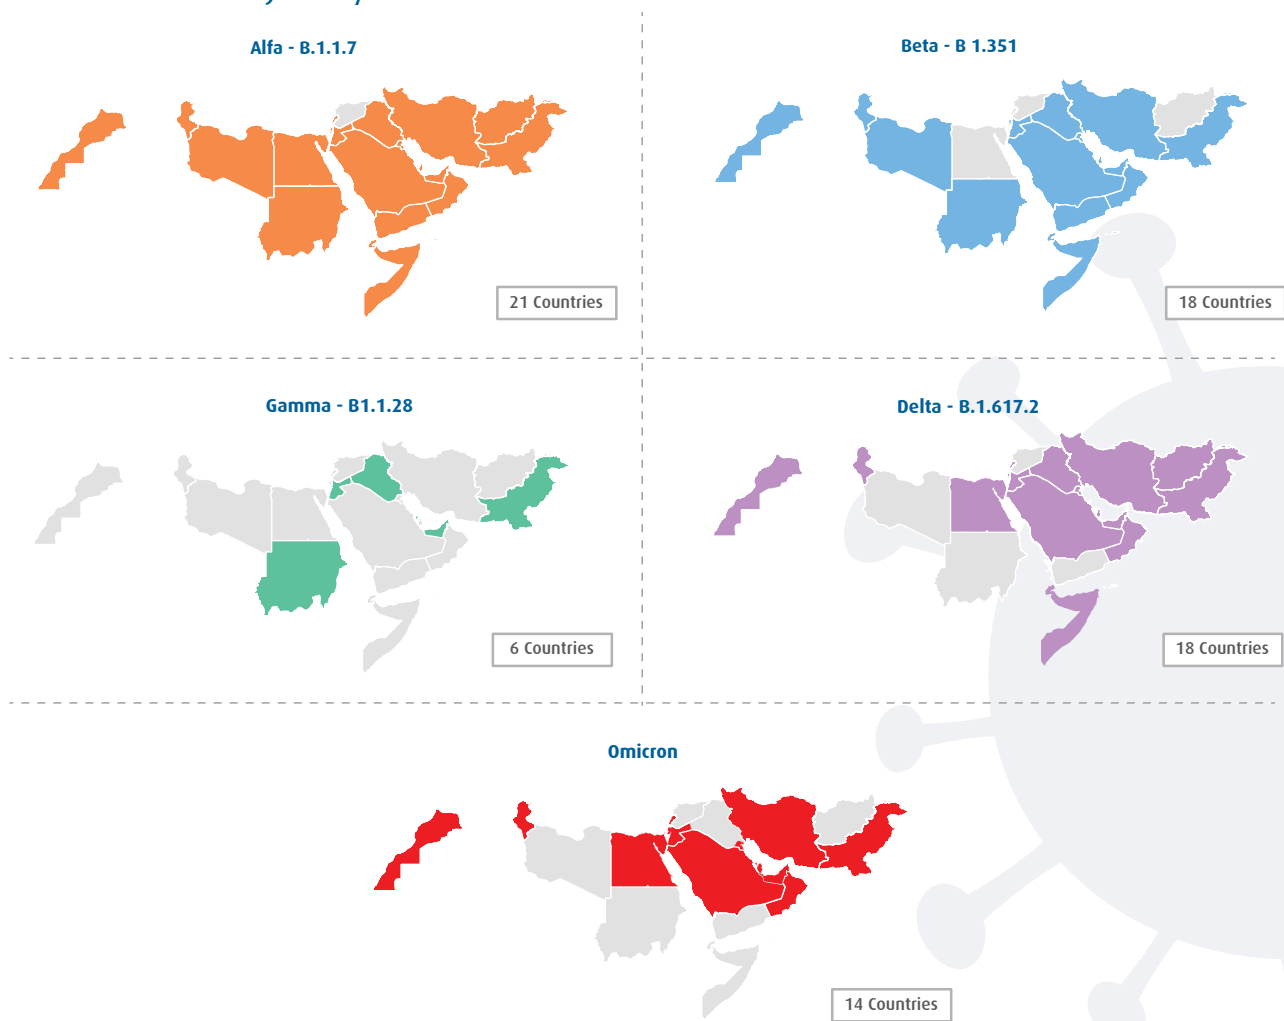 Alfa - B.1.1.7
Beta - B 1.351
21 Countries
18 Countries
Gamma - B1.1.28
Delta - B.1.617.2
6 Countries
18 Countries
Omicron
14 Countries